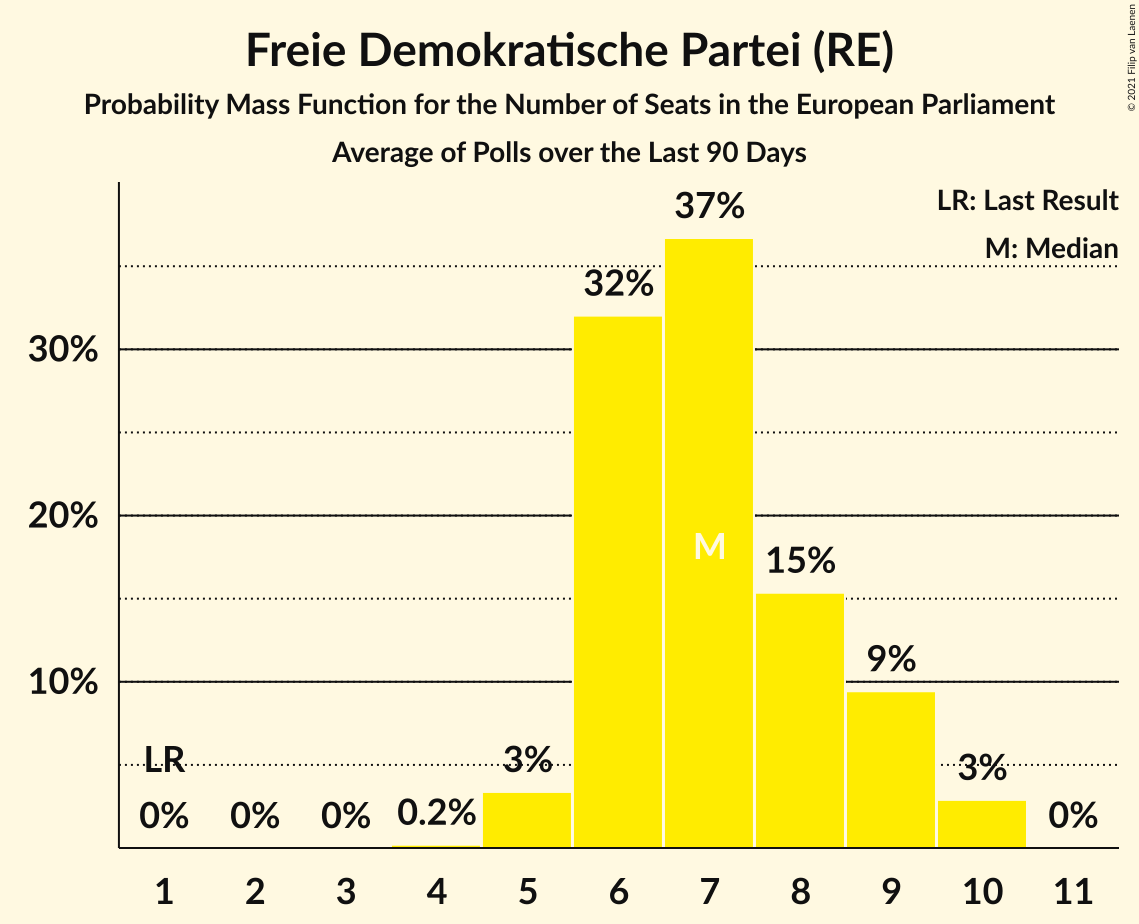 Freie Demokratische Partei (RE)
Probability Mass Function for the Number of Seats in the European Parliament
Average of Polls over the Last 90 Days
© 2021 Filip van Laenen
LR: Last Result
M: Median
37%
32%
30%
20%
M
15%
10%
9%
LR
3%
3%
0%
0%
0%
0.2%
0%
1 2 3 4 5 6 7 8 9 10 11